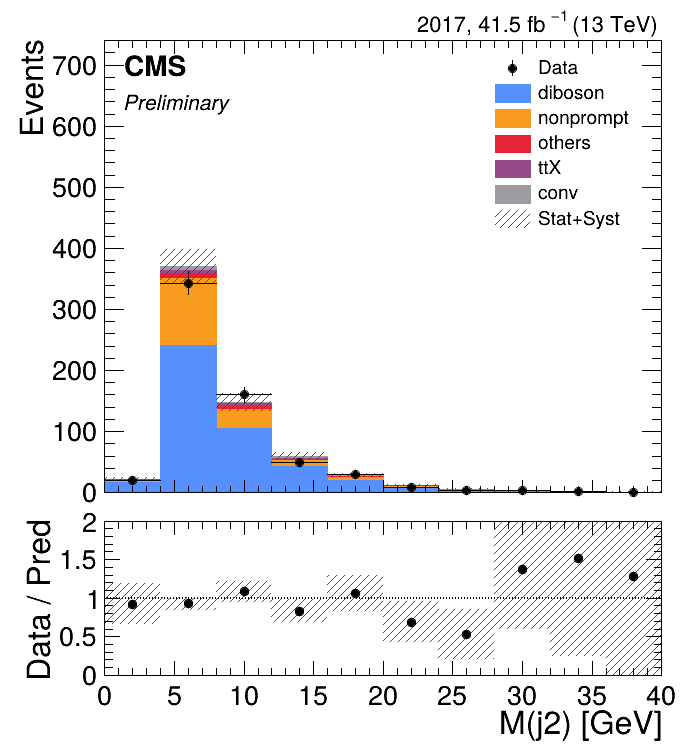 2017, 41.5 fb⁻¹ (13 TeV)
Events
700
600
500
400
300
200
100
0
CMS
Preliminary
Data
diboson
nonprompt
others
ttX
conv
Stat+Syst
Data / Pred
2
1.5
1
0.5
0
0 5 10 15 20 25 30 35 40
M(j2) [GeV]